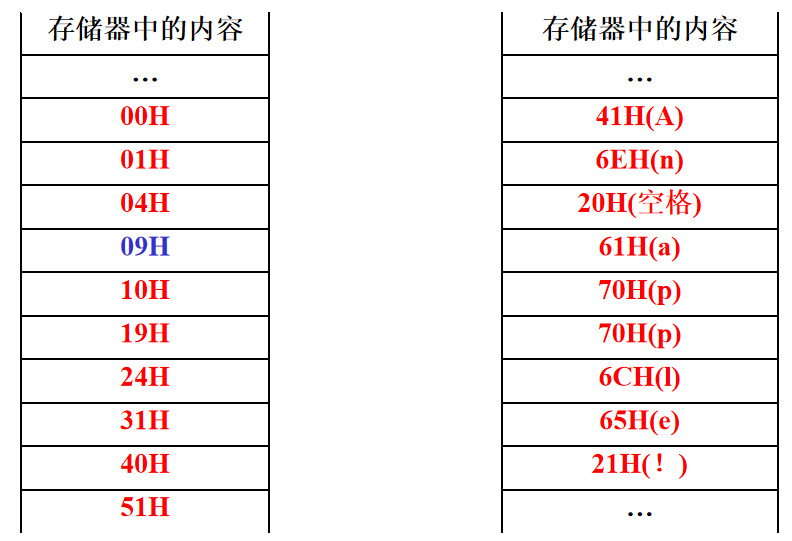 存储器中的内容
…
00H
01H
04H
09H
10H
19H
24H
31H
40H
51H
存储器中的内容
…
41H(A)
6EH(n)
20H(空格)
61H(a)
70H(p)
70H(p)
6CH(l)
65H(e)
21H(！)
…